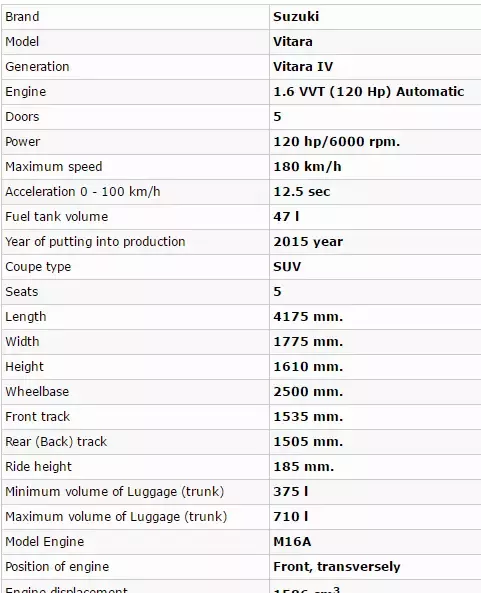 Brand Suzuki
Model Vitara
Generation Vitara IV
Engine 1.6 VVT (120 Hp) Automatic
Doors 5
Power 120 hp/6000 rpm.
Maximum speed 180 km/h
Acceleration 0 - 100 km/h 12.5 sec
Fuel tank volume 47 l
Year of putting into production 2015 year
Coupe type SUV
Seats 5
Length 4175 mm.
Width 1775 mm.
Height 1610 mm.
Wheelbase 2500 mm.
Front track 1535 mm.
Rear (Back) track 1505 mm.
Ride height 185 mm.
Minimum volume of Luggage (trunk) 375 l
Maximum volume of Luggage (trunk) 710 l
Model Engine M16A
Position of engine Front, transversely
Engine displacement 1586 cm3